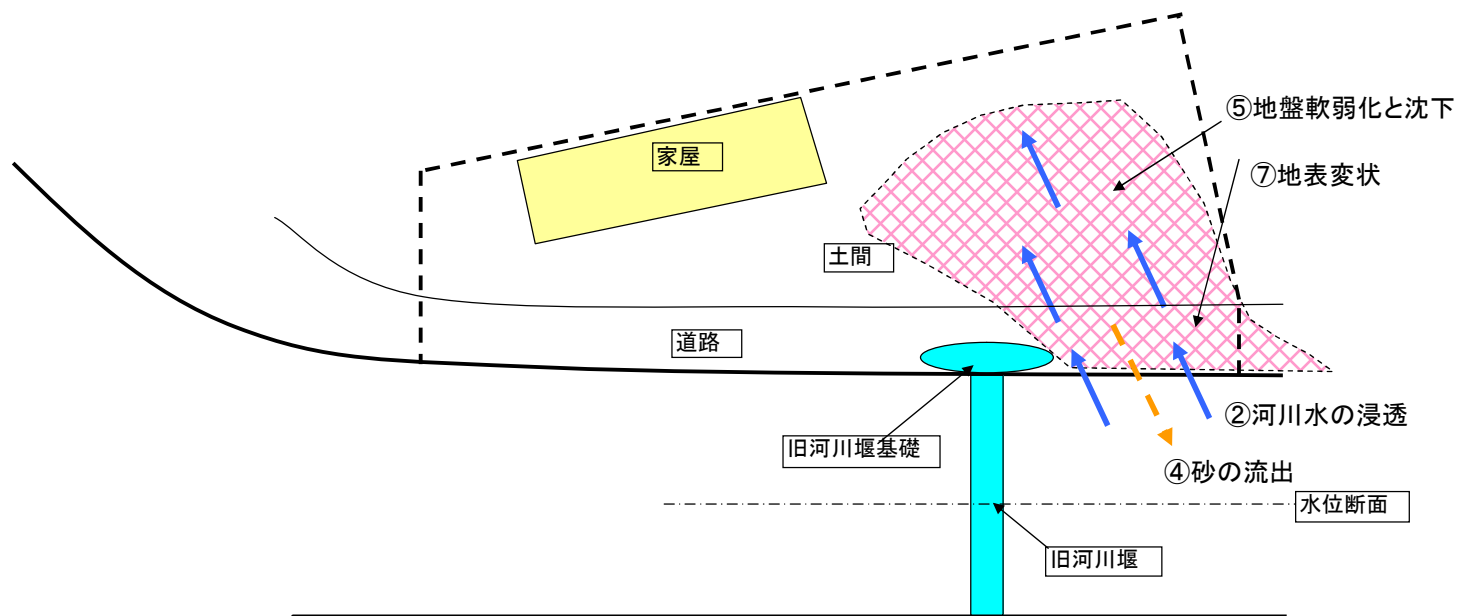 ⑤地盤軟弱化と沈下
家屋
⑦地表変状
土間
道路
②河川水の浸透
旧河川堰基礎
④砂の流出
水位断面
旧河川堰